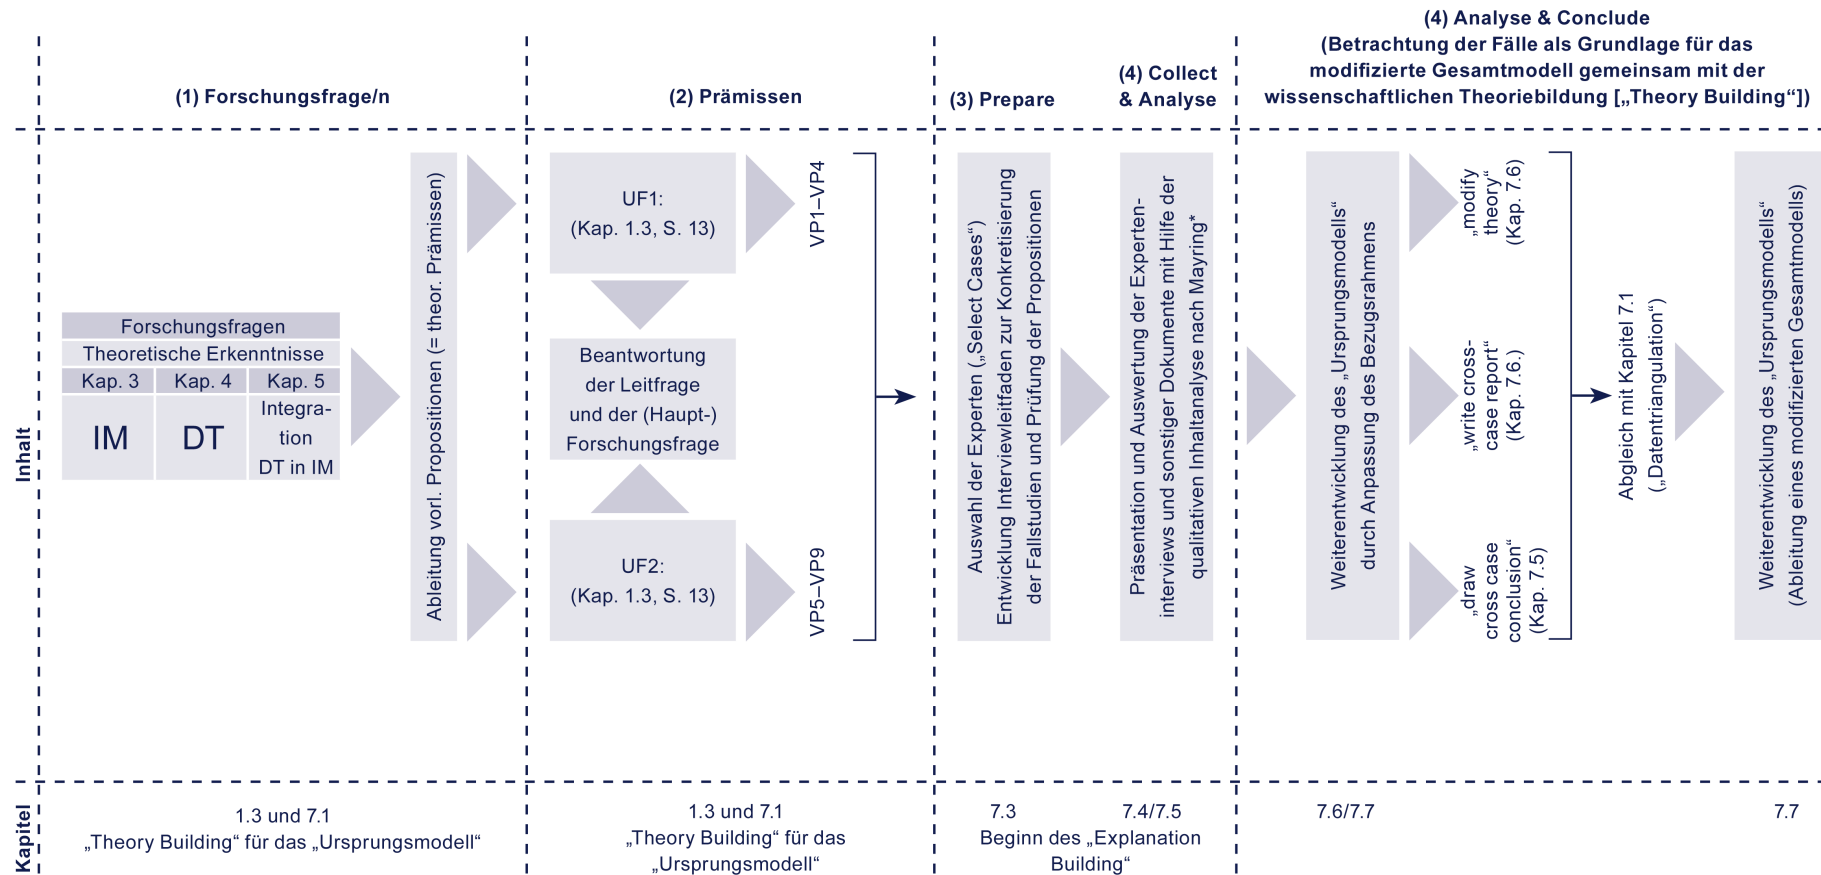 (1) Forschungsfrage/n
(2) Prämissen
(3) Prepare
(4) Collect
& Analyse
(4) Analyse & Conclude
(Betrachtung der Fälle als Grundlage für das
modifizierte Gesamtmodell gemeinsam mit der
wissenschaftlichen Theoriebildung [„Theory Building“])
Inhalt
Forschungsfragen
Theoretische Erkenntnisse
Kap. 3
Kap. 4
Kap. 5
IM
DT
Integra-
tion
DT in IM
Ableitung vorl. Propositionen (= theor. Prämissen)
UF1:
(Kap. 1.3, S. 13)
VP1–VP4
Beantwortung
der Leitfrage
und der (Haupt-)
Forschungsfrage
UF2:
(Kap. 1.3, S. 13)
VP5–VP9
Auswahl der Experten („Select Cases“)
Entwicklung Interviewleitfaden zur Konkretisierung
der Fallstudien und Prüfung der Propositionen
Präsentation und Auswertung der Experten-
interviews und sonstiger Dokumente mit Hilfe der
qualitativen Inhaltanalyse nach Mayring*
Weiterentwicklung des „Ursprungsmodells“
durch Anpassung des Bezugsrahmens
„modify
theory“
(Kap. 7.6)
„write cross-
case report“
(Kap. 7.6.)
„draw
cross case
conclusion“
(Kap. 7.5)
Abgleich mit Kapitel 7.1
(„Datentriangulation“)
Weiterentwicklung des „Ursprungsmodells“
(Ableitung eines modifizierten Gesamtmodells)
Kapitel
1.3 und 7.1
„Theory Building“ für das „Ursprungsmodell“
1.3 und 7.1
„Theory Building“ für das
„Ursprungsmodell“
7.3
7.4/7.5
Beginn des „Explanation
Building“
7.6/7.7
7.7